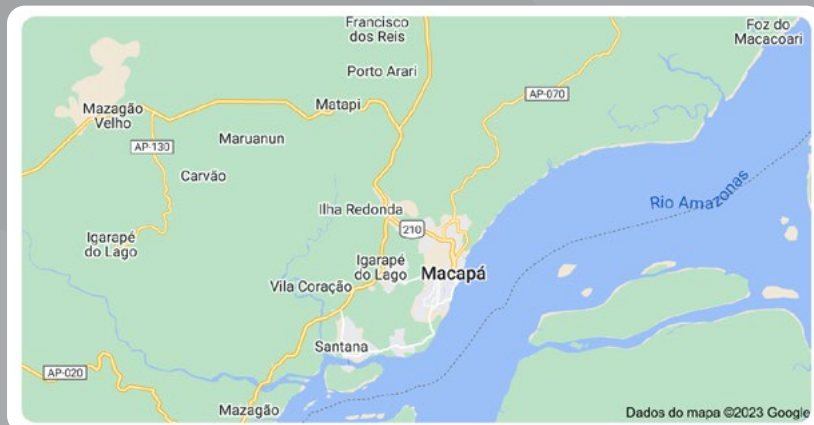 Francisco
dos Reis
Foz do
Macacoari
Porto Arari
AP-070
Matapi
Mazagão
Velho
Maruanun
AP-130
Carvão
Rio Amazonas
Ilha Redonda
210
Igarapé
do Lago
Igarapé
do Lago
Macapá
Vila Coração
Santana
AP-020
Mazagão
Dados do mapa ©2023 Google